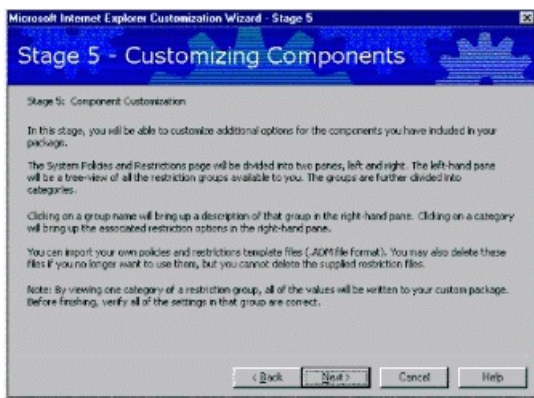 Microsoft Internet Explorer Customization Wizard - Stage 5
Stage 5 - Customizing Components
Stage 5: Component Customization
In this stage, you will be able to customize additional options for the components you have included in your
package.
The System Policies and Restrictions page will be divided into two panes, left and right. The left-hand pane
will be a tree-view of all the restriction groups available to you. The groups are further divided into
categories.
Clicking on a group name will bring up a description of that group in the right-hand pane. Clicking on a category
will bring up the associated restriction options in the right-hand pane.
You can import your own policies and restrictions template files (.ADM file format). You may also delete these
files if you no longer want to use them, but you cannot delete the supplied restriction files.
Note: By viewing one category of a restriction group, all of the values will be written to your custom package.
Before finishing, verify all of the settings in that group are correct.
< Back Next > Cancel Help